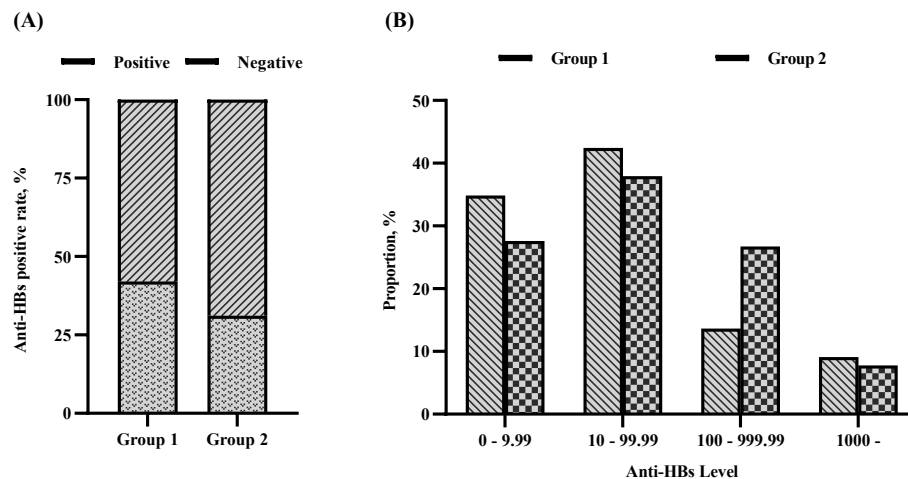 (A)
Positive Negative
Anti-HBs positive rate, %
100
75
50
25
0
Group 1 Group 2
(B)
Group 1 Group 2
Proportion, %
50
40
30
20
10
0
0 - 9.99 10 - 99.99 100 - 999.99 1000 -
Anti-HBs Level